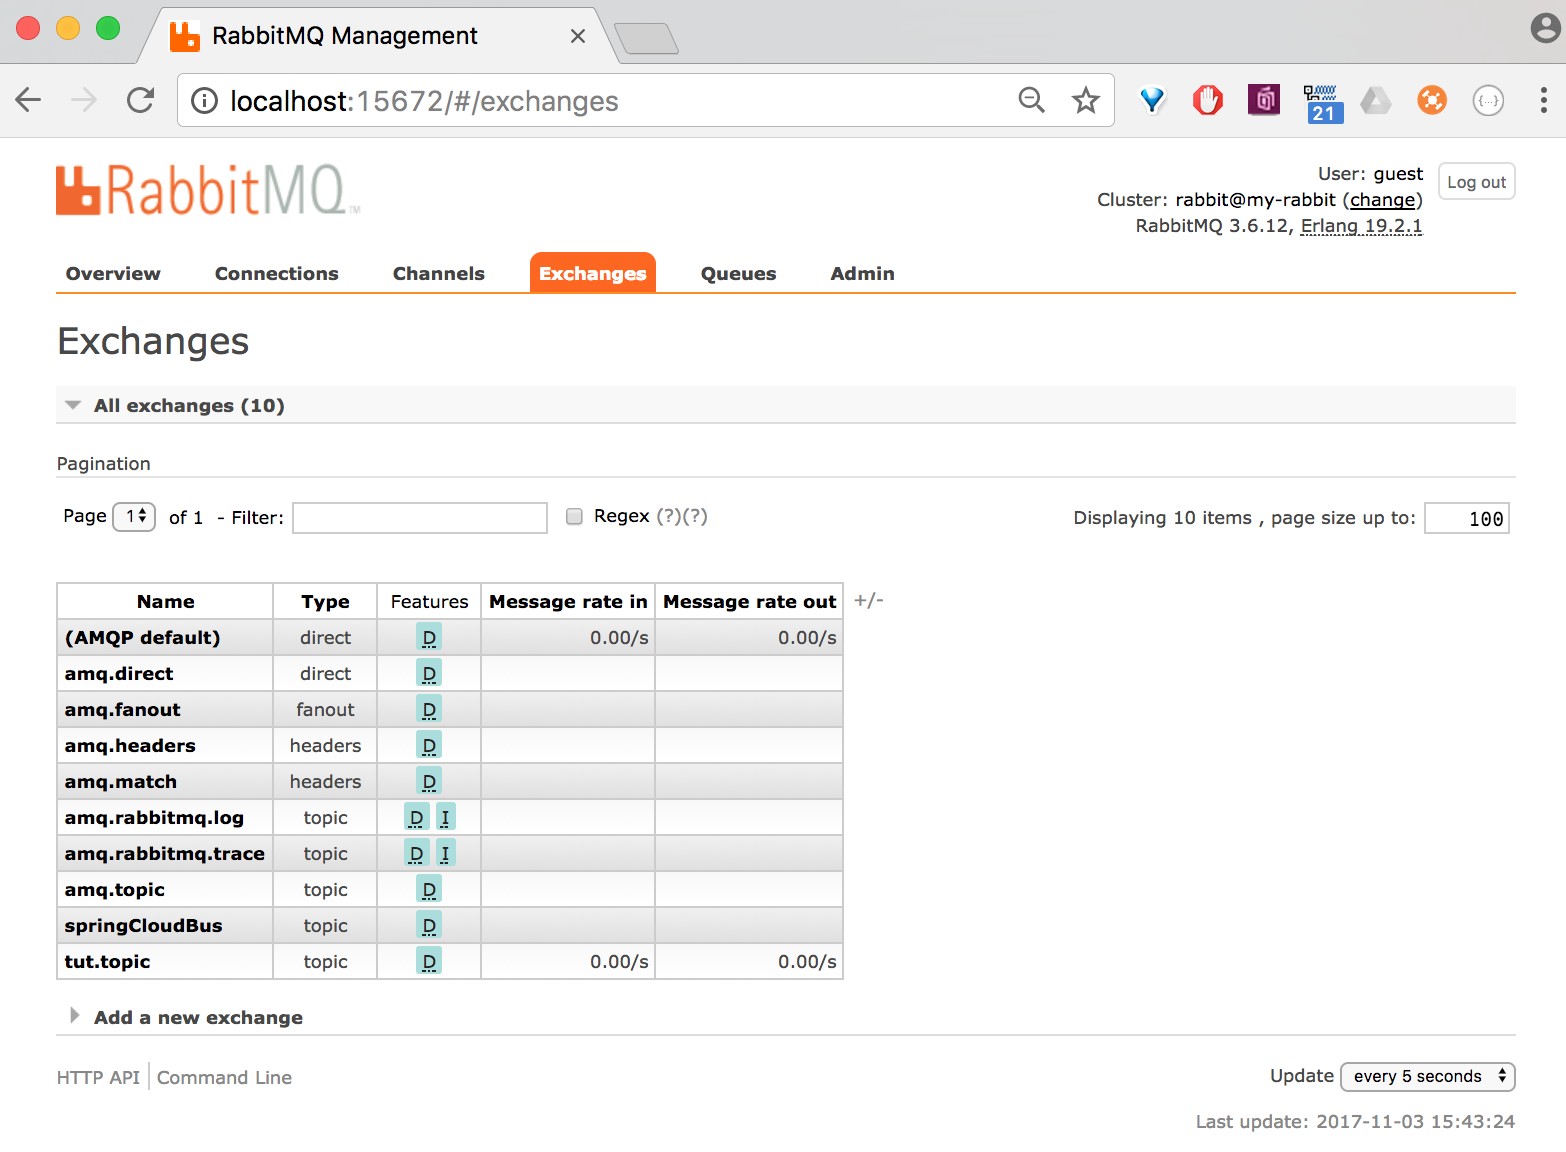 RabbitMQ Management
localhost:15672/#/exchanges
21
{...}
RabbitMQ™
User: guest
Log out
Cluster: rabbit@my-rabbit (change)
RabbitMQ 3.6.12, Erlang 19.2.1
Overview Connections Channels Exchanges Queues Admin
Exchanges
All exchanges (10)
Pagination
Page 1 of 1 - Filter: Regex (?)(?) Displaying 10 items , page size up to: 100
Name Type Features Message rate in Message rate out +/-
(AMQP default) direct D 0.00/s 0.00/s
amq.direct direct D
amq.fanout fanout D
amq.headers headers D
amq.match headers D
amq.rabbitmq.log topic D I
amq.rabbitmq.trace topic D I
amq.topic topic D
springCloudBus topic D
tut.topic topic D 0.00/s 0.00/s
Add a new exchange
HTTP API Command Line Update every 5 seconds
Last update: 2017-11-03 15:43:24